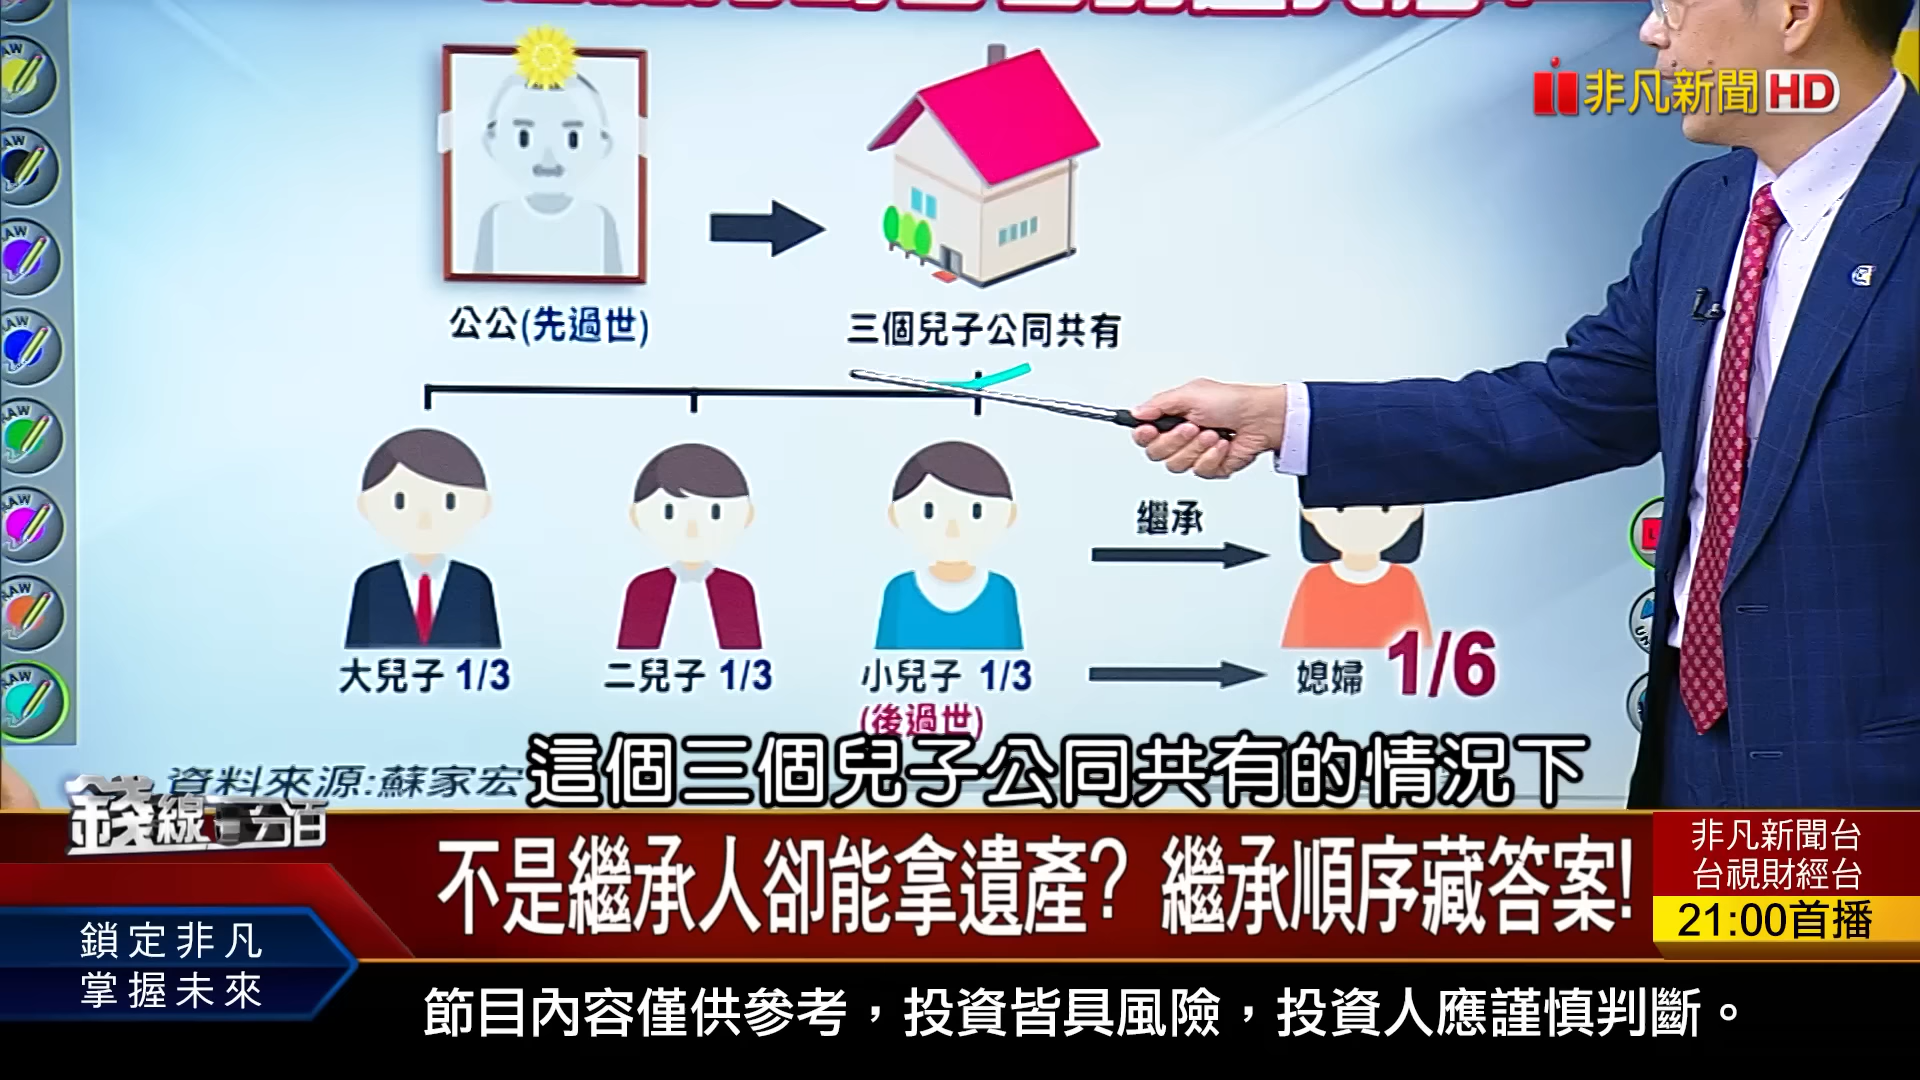 非凡新聞HD
公公(先過世)
三個兒子公同共有
繼承
大兒子 1/3
二兒子 1/3
小兒子 1/3
(後過世)
媳婦 1/6
資料來源:蘇家宏
這個三個兒子公同共有的情況下
錢線百分百
不是繼承人卻能拿遺產? 繼承順序藏答案!
非凡新聞台
台視財經台
21:00首播
鎖定非凡
掌握未來
節目內容僅供參考，投資皆具風險，投資人應謹慎判斷。